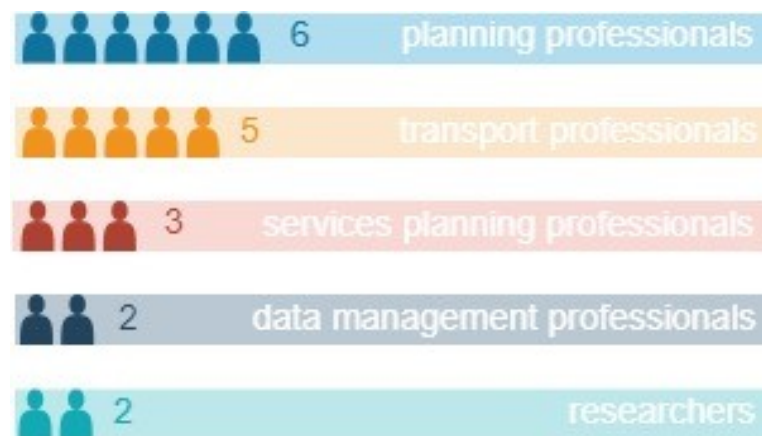 6 planning professionals
5 transport professionals
3 services planning professionals
2 data management professionals
2 researchers